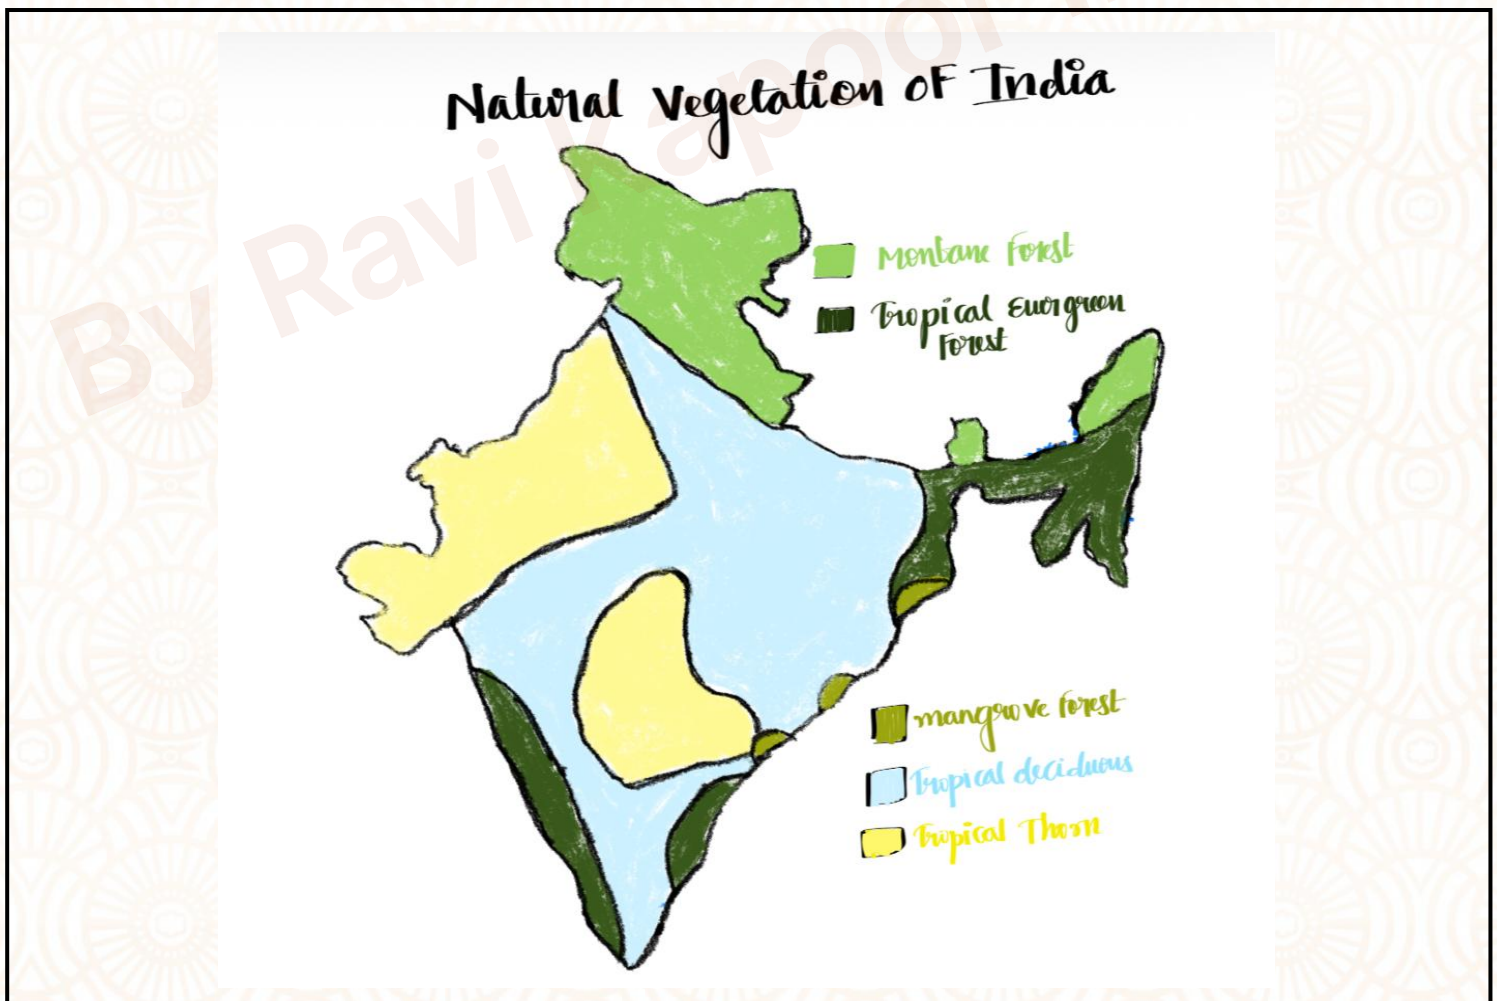 Natural Vegetation of India
By Ravi Kapoor
Montane Forest
Tropical Evergreen
Forest
mangrove forest
Tropical deciduous
Tropical Thorn